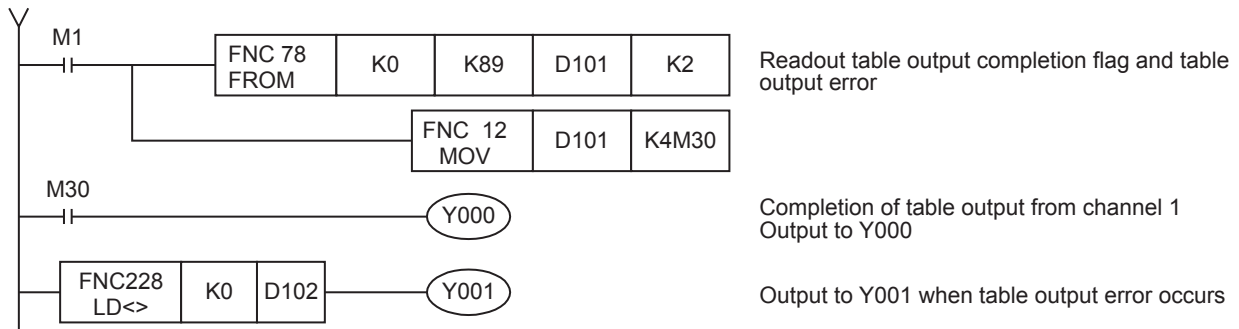 M1
FNC 78
FROM
K0
K89
D101
K2
Readout table output completion flag and table
output error
FNC 12
MOV
D101
K4M30
M30
Y000
Completion of table output from channel 1
Output to Y000
FNC228
LD<>
K0
D102
Y001
Output to Y001 when table output error occurs